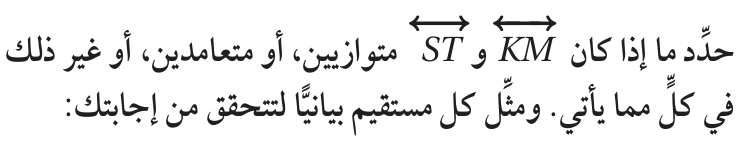 حدِّد ما إذا كان KM و ST متوازيين، أو متعامدين، أو غير ذلك
في كلٍّ مما يأتي. ومثِّل كل مستقيم بيانيًّا لتتحقق من إجابتك: